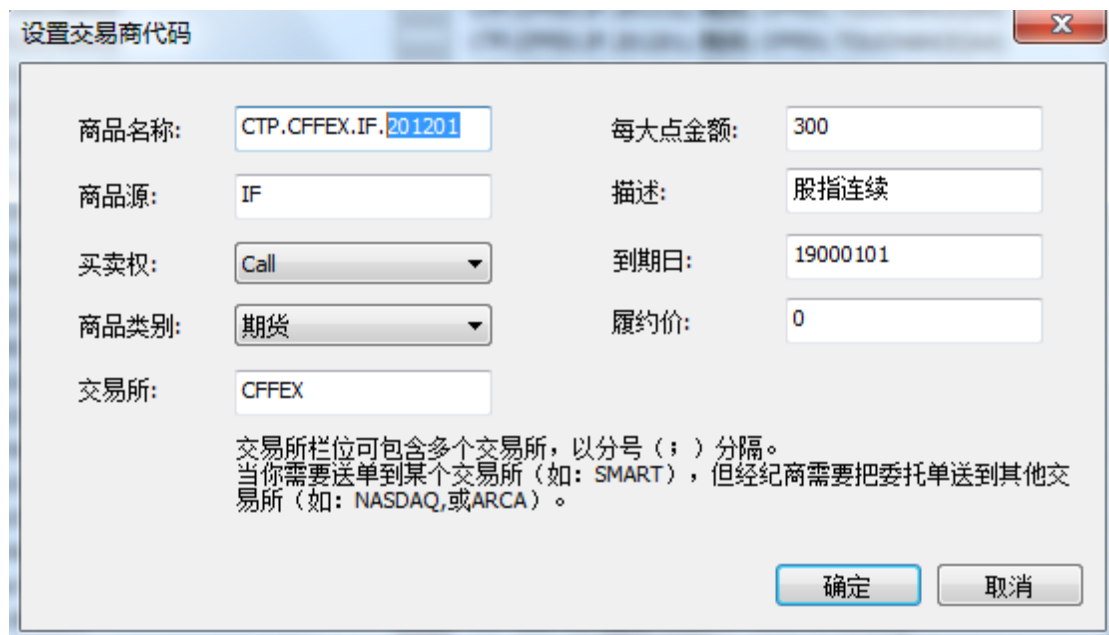 设置交易商代码
商品名称: CTP.CFFEX.IF.201201 每大点金额: 300
商品源: IF 描述: 股指连续
买卖权: Call 到期日: 19000101
商品类别: 期货 履约价: 0
交易所: CFFEX
交易所栏位可包含多个交易所，以分号（；）分隔。
当你需要送单到某个交易所（如：SMART），但经纪商需要把委托单送到其他交
易所（如：NASDAQ,或ARCA）。
确定 取消